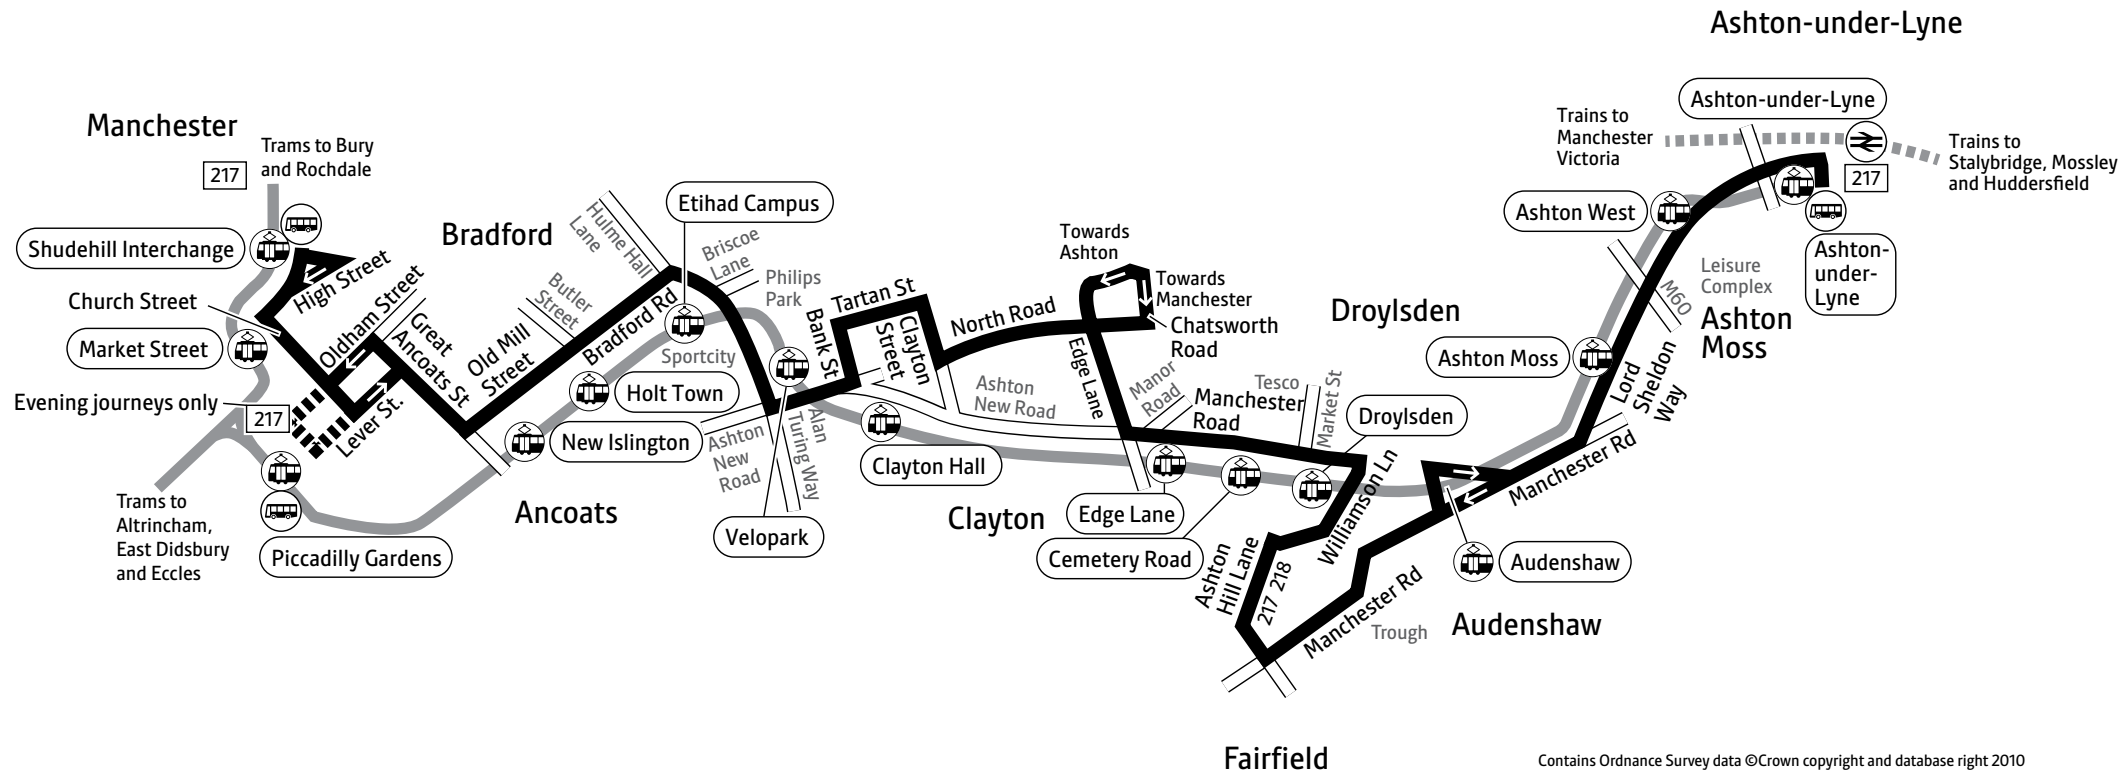 Ashton-under-Lyne
Manchester
Trams to Bury
and Rochdale
217
Shudehill Interchange
High Street
Church Street
Market Street
Evening journeys only
217
Oldham Street
Lever St.
Great
Ancoats St
Trams to
Altrincham,
East Didsbury
and Eccles
Piccadilly Gardens
Bradford
Old Mill
Street
Butler
Street
Hulme Hall
Lane
Bradford Rd
Etihad Campus
Briscoe
Lane
Philips
Park
Sportcity
Holt Town
New Islington
Ancoats
Ashton
New
Road
Alan
Turing Way
Velopark
Bank St
Tartan St
Clayton
Street
Clayton Hall
Clayton
North Road
Ashton
New Road
Towards
Ashton
Towards
Manchester
Chatsworth
Road
Edge Lane
Manor
Road
Manchester
Road
Tesco
Market St
Edge Lane
Cemetery Road
Droylsden
Droylsden
Williamson Ln
Ashton
Hill Lane
217 218
Manchester Rd
Trough
Fairfield
Audenshaw
Audenshaw
Manchester Rd
Lord
Sheldon
Way
Ashton Moss
Ashton
Moss
Leisure
Complex
M60
Ashton West
Trains to
Manchester
Victoria
Ashton-under-Lyne
217
Trains to
Stalybridge, Mossley
and Huddersfield
Ashton-
under-
Lyne
Contains Ordnance Survey data ©Crown copyright and database right 2010